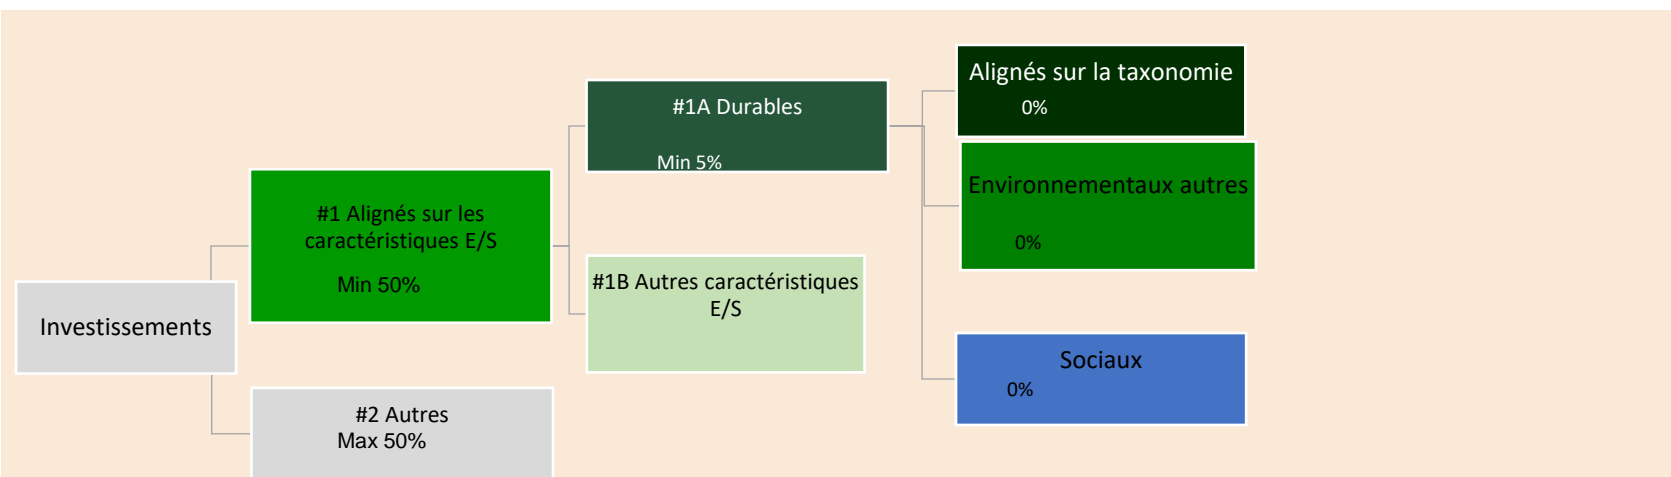 Investissements
#1 Alignés sur les
caractéristiques E/S
Min 50%
#2 Autres
Max 50%
#1A Durables
Min 5%
#1B Autres caractéristiques
E/S
Alignés sur la taxonomie
0%
Environnementaux autres
0%
Sociaux
0%